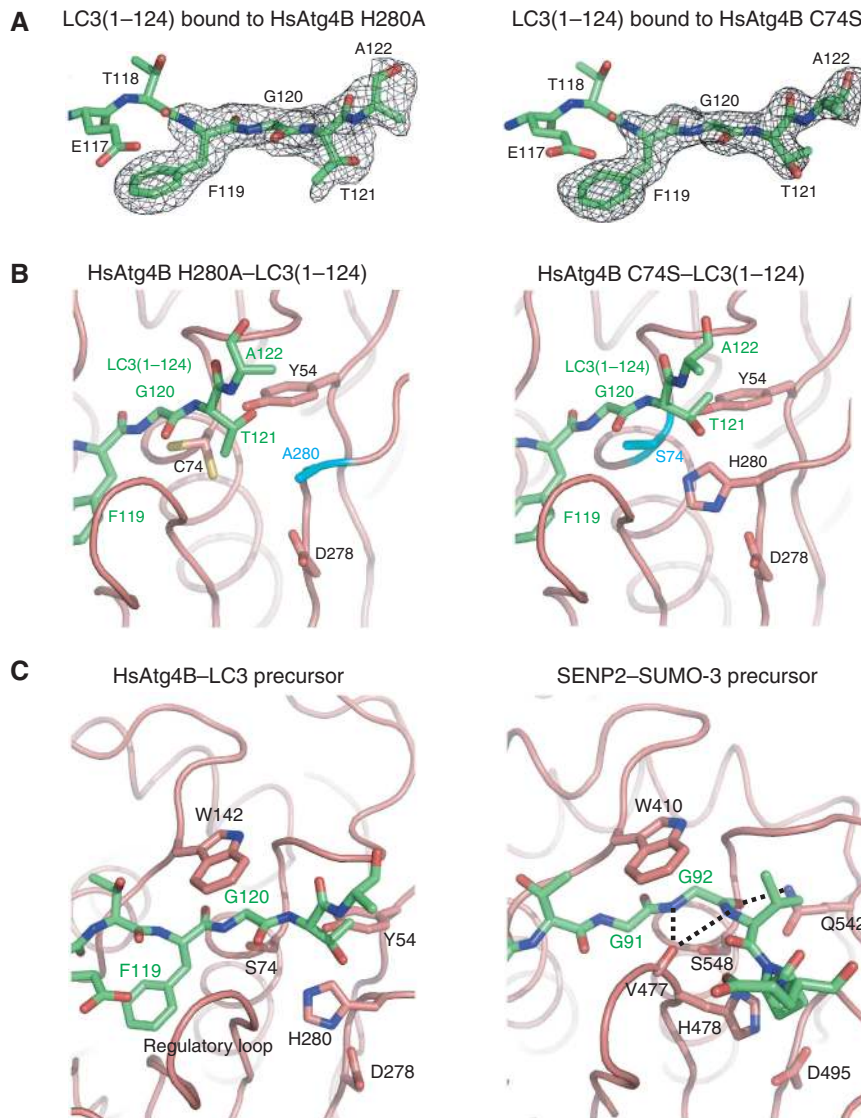 A
LC3(1–124) bound to HsAtg4B H280A
LC3(1–124) bound to HsAtg4B C74S
T118
E117
F119
G120
T121
A122
T118
E117
F119
G120
T121
A122
B
HsAtg4B H280A–LC3(1–124)
HsAtg4B C74S–LC3(1–124)
LC3(1–124)
G120
A122
Y54
T121
C74
A280
F119
D278
LC3(1–124)
G120
A122
Y54
T121
S74
H280
F119
D278
C
HsAtg4B–LC3 precursor
SENP2–SUMO-3 precursor
W142
G120
F119
S74
Y54
H280
Regulatory loop
D278
W410
G92
G91
Q542
S548
V477
H478
D495